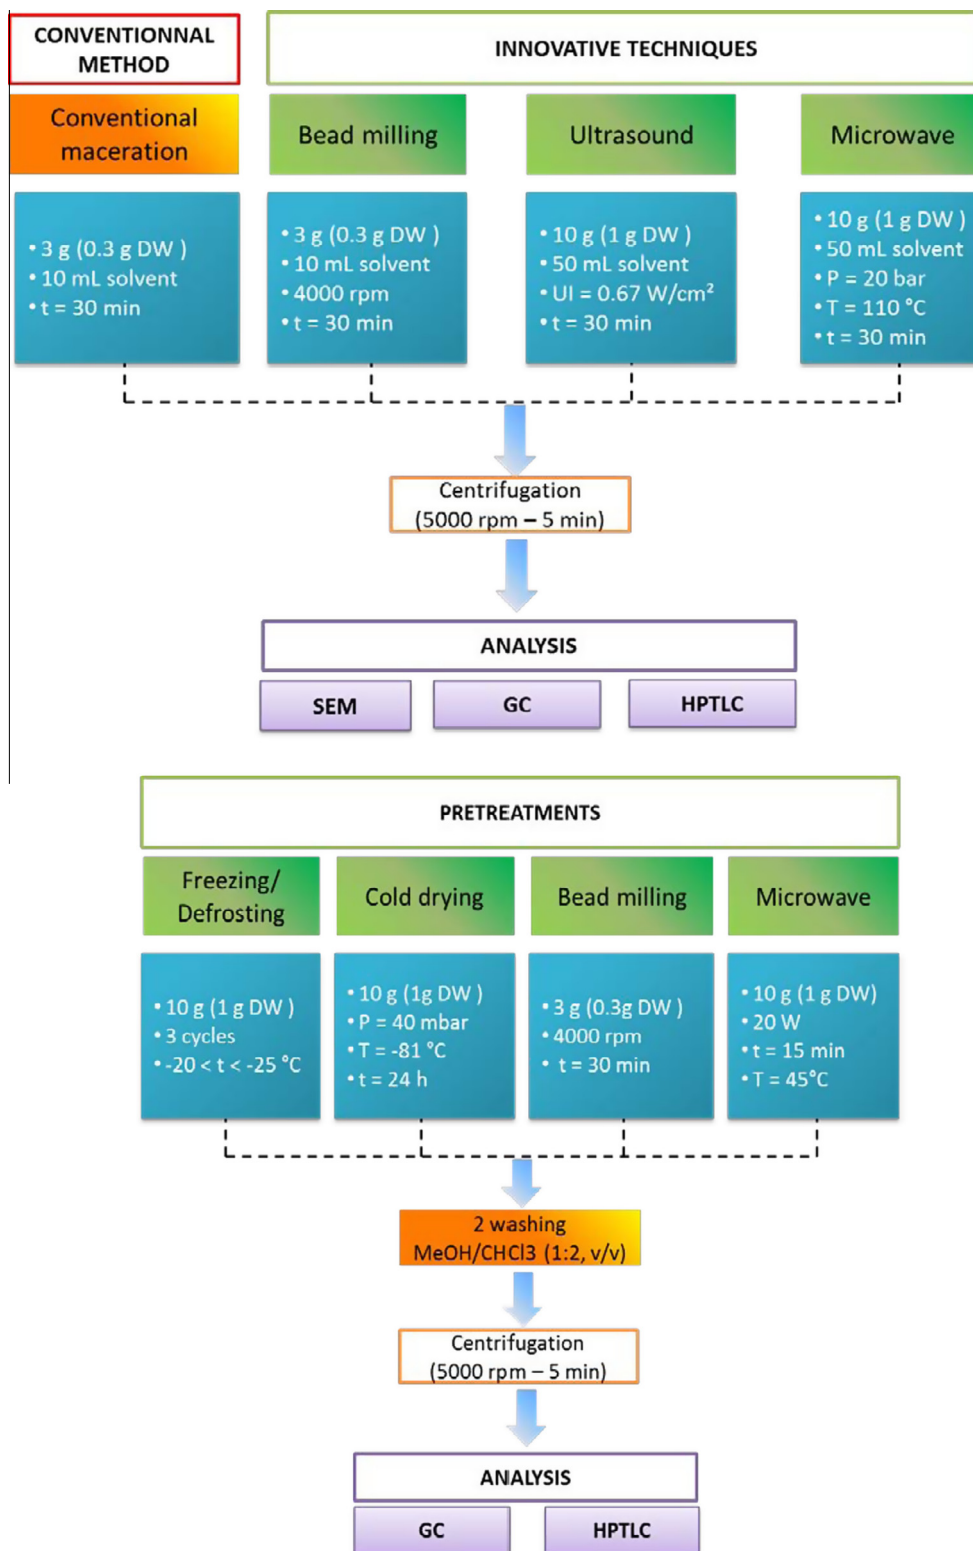 CONVENTIONNAL
METHOD
INNOVATIVE TECHNIQUES
Conventional
maceration
Bead milling
Ultrasound
Microwave
• 3 g (0.3 g DW )
• 10 mL solvent
• t = 30 min
• 3 g (0.3 g DW )
• 10 mL solvent
• 4000 rpm
• t = 30 min
• 10 g (1 g DW )
• 50 mL solvent
• UI = 0.67 W/cm²
• t = 30 min
• 10 g (1 g DW )
• 50 mL solvent
• P = 20 bar
• T = 110 °C
• t = 30 min
Centrifugation
(5000 rpm – 5 min)
ANALYSIS
SEM
GC
HPTLC
PRETREATMENTS
Freezing/
Defrosting
Cold drying
Bead milling
Microwave
• 10 g (1 g DW )
• 3 cycles
• -20 < t < -25 °C
• 10 g (1g DW )
• P = 40 mbar
• T = -81 °C
• t = 24 h
• 3 g (0.3g DW )
• 4000 rpm
• t = 30 min
• 10 g (1 g DW)
• 20 W
• t = 15 min
• T = 45°C
2 washing
MeOH/CHCl3 (1:2, v/v)
Centrifugation
(5000 rpm – 5 min)
ANALYSIS
GC
HPTLC